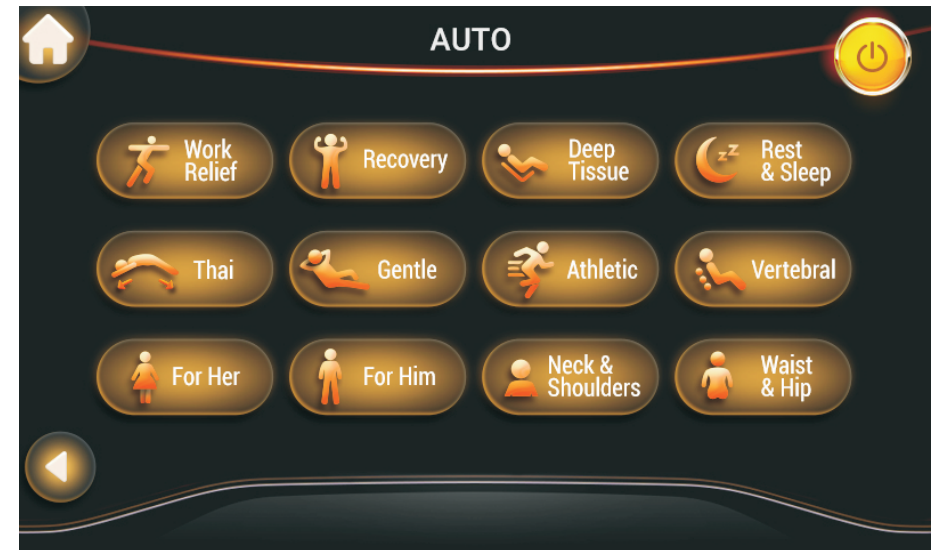 AUTO
Work
Relief
Recovery
Deep
Tissue
zZ
Rest
& Sleep
Thai
Gentle
Athletic
Vertebral
For Her
For Him
Neck &
Shoulders
Waist
& Hip